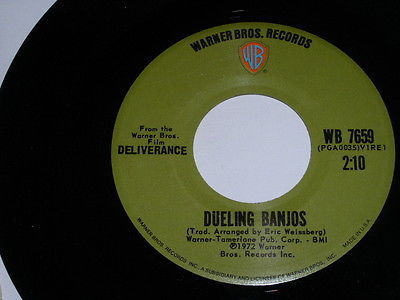 WARNER BROS. RECORDS
WB
From the
Warner Bros.
Film
DELIVERANCE
WB 7659
(PGA0035)V1RE1
2:10
DUELING BANJOS
(Trad. Arranged by Eric Weissberg)
Warner-Tamerlane Pub. Corp. - BMI
℗1972 Warner
Bros. Records Inc.
WARNER BROS. RECORDS INC., A SUBSIDIARY AND LICENSEE OF WARNER BROS. INC.
MADE IN U.S.A.